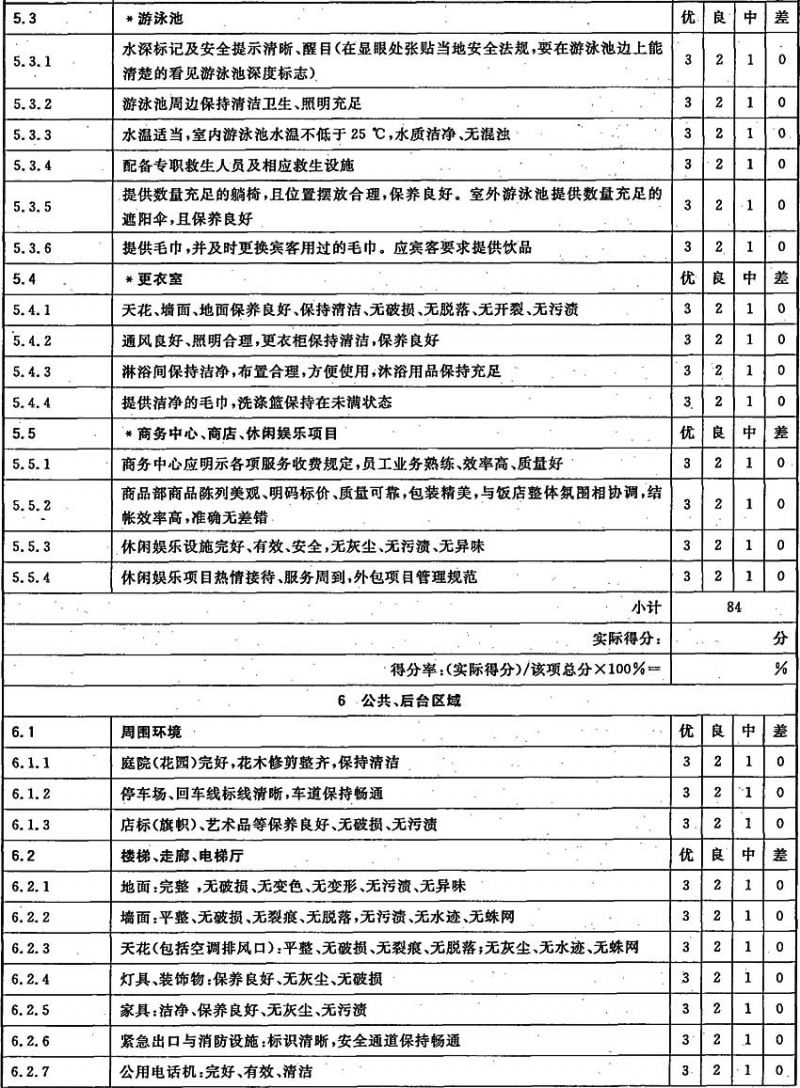 5.3 *游泳池 优 良 中 差
5.3.1 水深标记及安全提示清晰、醒目(在显眼处张贴当地安全法规,要在游泳池边上能
清楚的看见游泳池深度标志) 3 2 1 0
5.3.2 游泳池周边保持清洁卫生、照明充足 3 2 1 0
5.3.3 水温适当,室内游泳池水温不低于 25 ℃,水质洁净、无混浊 3 2 1 0
5.3.4 配备专职救生人员及相应救生设施 3 2 1 0
5.3.5 提供数量充足的躺椅,且位置摆放合理,保养良好。室外游泳池提供数量充足的
遮阳伞,且保养良好 3 2 1 0
5.3.6 提供毛巾,并及时更换宾客用过的毛巾。应宾客要求提供饮品 3 2 1 0
5.4 *更衣室 优 良 中 差
5.4.1 天花、墙面、地面保养良好、保持清洁、无破损、无脱落、无开裂、无污渍 3 2 1 0
5.4.2 通风良好、照明合理,更衣柜保持清洁,保养良好 3 2 1 0
5.4.3 淋浴间保持洁净,布置合理,方便使用,沐浴用品保持充足 3 2 1 0
5.4.4 提供洁净的毛巾,洗涤篮保持在未满状态 3 2 1 0
5.5 *商务中心、商店、休闲娱乐项目 优 良 中 差
5.5.1 商务中心应明示各项服务收费规定,员工业务熟练、效率高、质量好 3 2 1 0
5.5.2 商品部商品陈列美观、明码标价、质量可靠,包装精美,与饭店整体氛围相协调,结
帐效率高,准确无差错 3 2 1 0
5.5.3 休闲娱乐设施完好、有效、安全,无灰尘、无污渍、无异味 3 2 1 0
5.5.4 休闲娱乐项目热情接待、服务周到,外包项目管理规范 3 2 1 0
小计 84
实际得分: 分
得分率:(实际得分)/该项总分×100%= %
6 公共、后台区域
6.1 周围环境 优 良 中 差
6.1.1 庭院(花园)完好,花木修剪整齐,保持清洁 3 2 1 0
6.1.2 停车场、回车线标线清晰,车道保持畅通 3 2 1 0
6.1.3 店标(旗帜)、艺术品等保养良好、无破损、无污渍 3 2 1 0
6.2 楼梯、走廊、电梯厅 优 良 中 差
6.2.1 地面:完整 ,无破损、无变色、无变形、无污渍、无异味 3 2 1 0
6.2.2 墙面:平整、无破损、无裂痕、无脱落,无污渍、无水迹、无蛛网 3 2 1 0
6.2.3 天花(包括空调排风口):平整、无破损、无裂痕、无脱落;无灰尘、无水迹、无蛛网 3 2 1 0
6.2.4 灯具、装饰物:保养良好、无灰尘、无破损 3 2 1 0
6.2.5 家具:洁净、保养良好、无灰尘、无污渍 3 2 1 0
6.2.6 紧急出口与消防设施:标识清晰,安全通道保持畅通 3 2 1 0
6.2.7 公用电话机:完好、有效、清洁 3 2 1 0